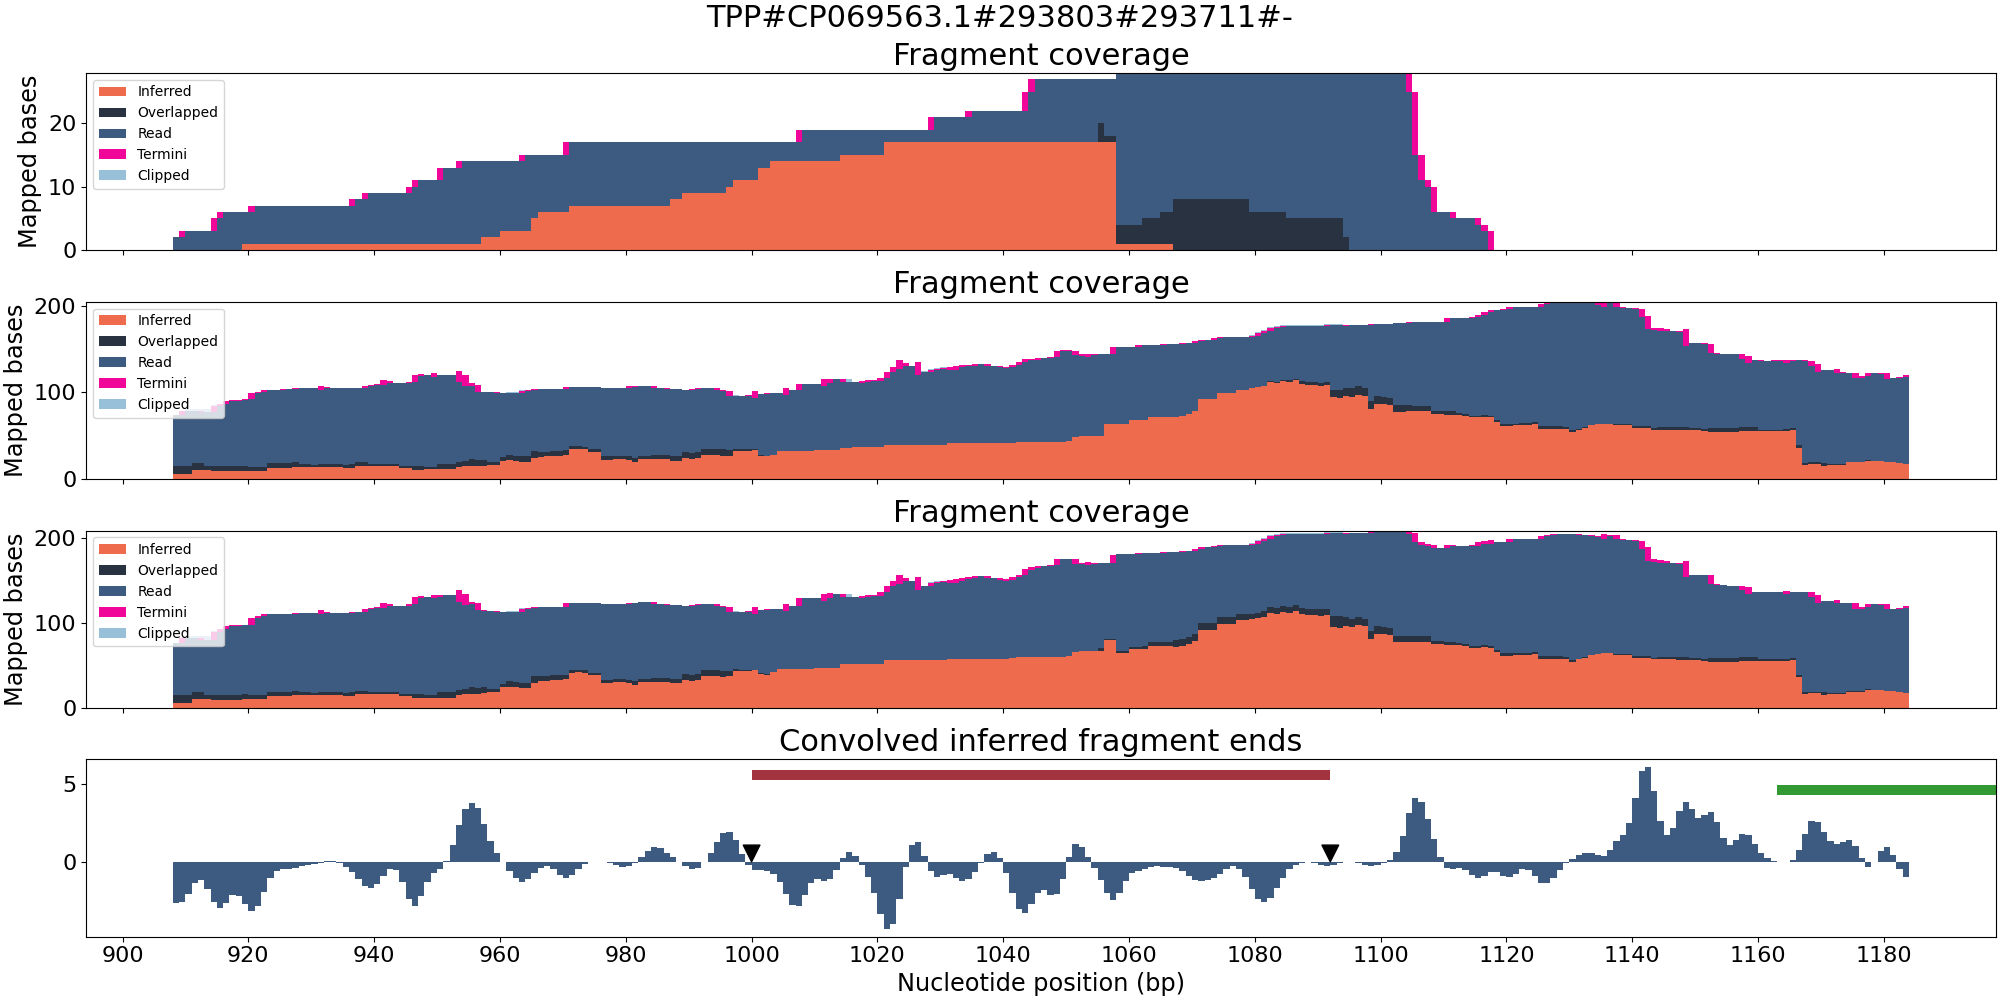 TPP#CP069563.1#293803#293711#-
Fragment coverage
Mapped bases
20
10
0
Inferred
Overlapped
Read
Termini
Clipped
Fragment coverage
Mapped bases
200
100
0
Inferred
Overlapped
Read
Termini
Clipped
Fragment coverage
Mapped bases
200
100
0
Inferred
Overlapped
Read
Termini
Clipped
Convolved inferred fragment ends
5
0
900 920 940 960 980 1000 1020 1040 1060 1080 1100 1120 1140 1160 1180
Nucleotide position (bp)